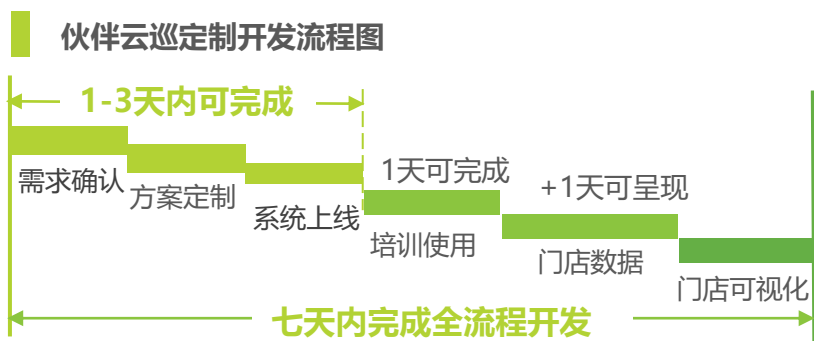 伙伴云巡定制开发流程图
1-3天内可完成
需求确认
方案定制
系统上线
1天可完成
培训使用
+1天可呈现
门店数据
门店可视化
七天内完成全流程开发